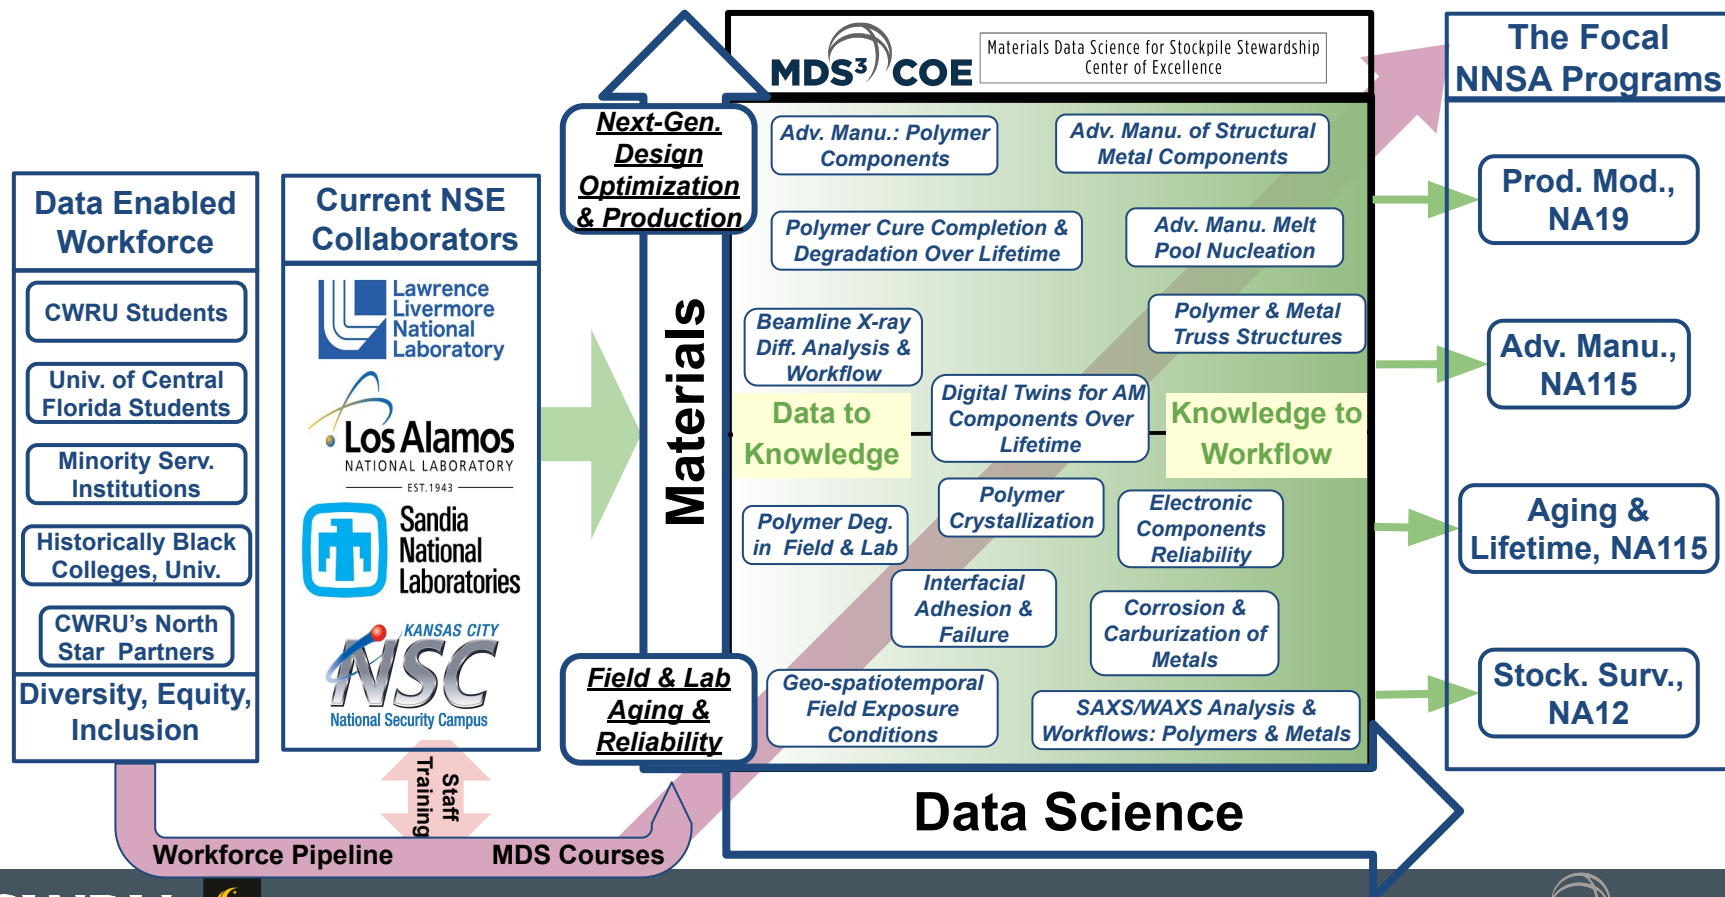 Data Enabled
Workforce
CWRU Students
Univ. of Central
Florida Students
Minority Serv.
Institutions
Historically Black
Colleges, Univ.
CWRU's North
Star Partners
Diversity, Equity,
Inclusion
Current NSE
Collaborators
Lawrence
Livermore
National
Laboratory
Los Alamos
NATIONAL LABORATORY
EST.1943
Sandia
National
Laboratories
KANSAS CITY
NSC
National Security Campus
Staff
Training
Workforce Pipeline
MDS Courses
Next-Gen.
Design
Optimization
& Production
Materials
Field & Lab
Aging &
Reliability
MDS³ COE
Materials Data Science for Stockpile Stewardship
Center of Excellence
Adv. Manu.: Polymer
Components
Adv. Manu. of Structural
Metal Components
Polymer Cure Completion &
Degradation Over Lifetime
Adv. Manu. Melt
Pool Nucleation
Beamline X-ray
Diff. Analysis &
Workflow
Polymer & Metal
Truss Structures
Digital Twins for AM
Components Over
Lifetime
Data to
Knowledge
Knowledge to
Workflow
Polymer Deg.
in Field & Lab
Polymer
Crystallization
Electronic
Components
Reliability
Interfacial
Adhesion &
Failure
Corrosion &
Carburization of
Metals
Geo-spatiotemporal
Field Exposure
Conditions
SAXS/WAXS Analysis &
Workflows: Polymers & Metals
Data Science
The Focal
NNSA Programs
Prod. Mod.,
NA19
Adv. Manu.,
NA115
Aging &
Lifetime, NA115
Stock. Surv.,
NA12